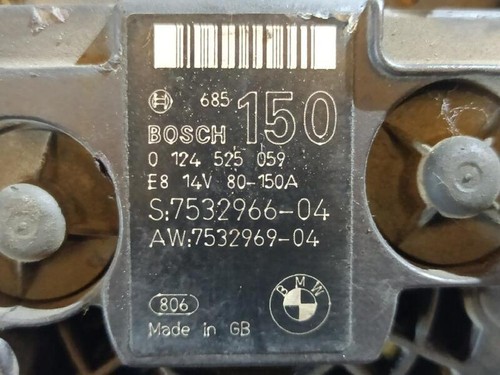 685 150
BOSCH
0 124 525 059
E8 14V 80-150A
S:7532966-04
AW:7532969-04
BMW
806
Made in GB